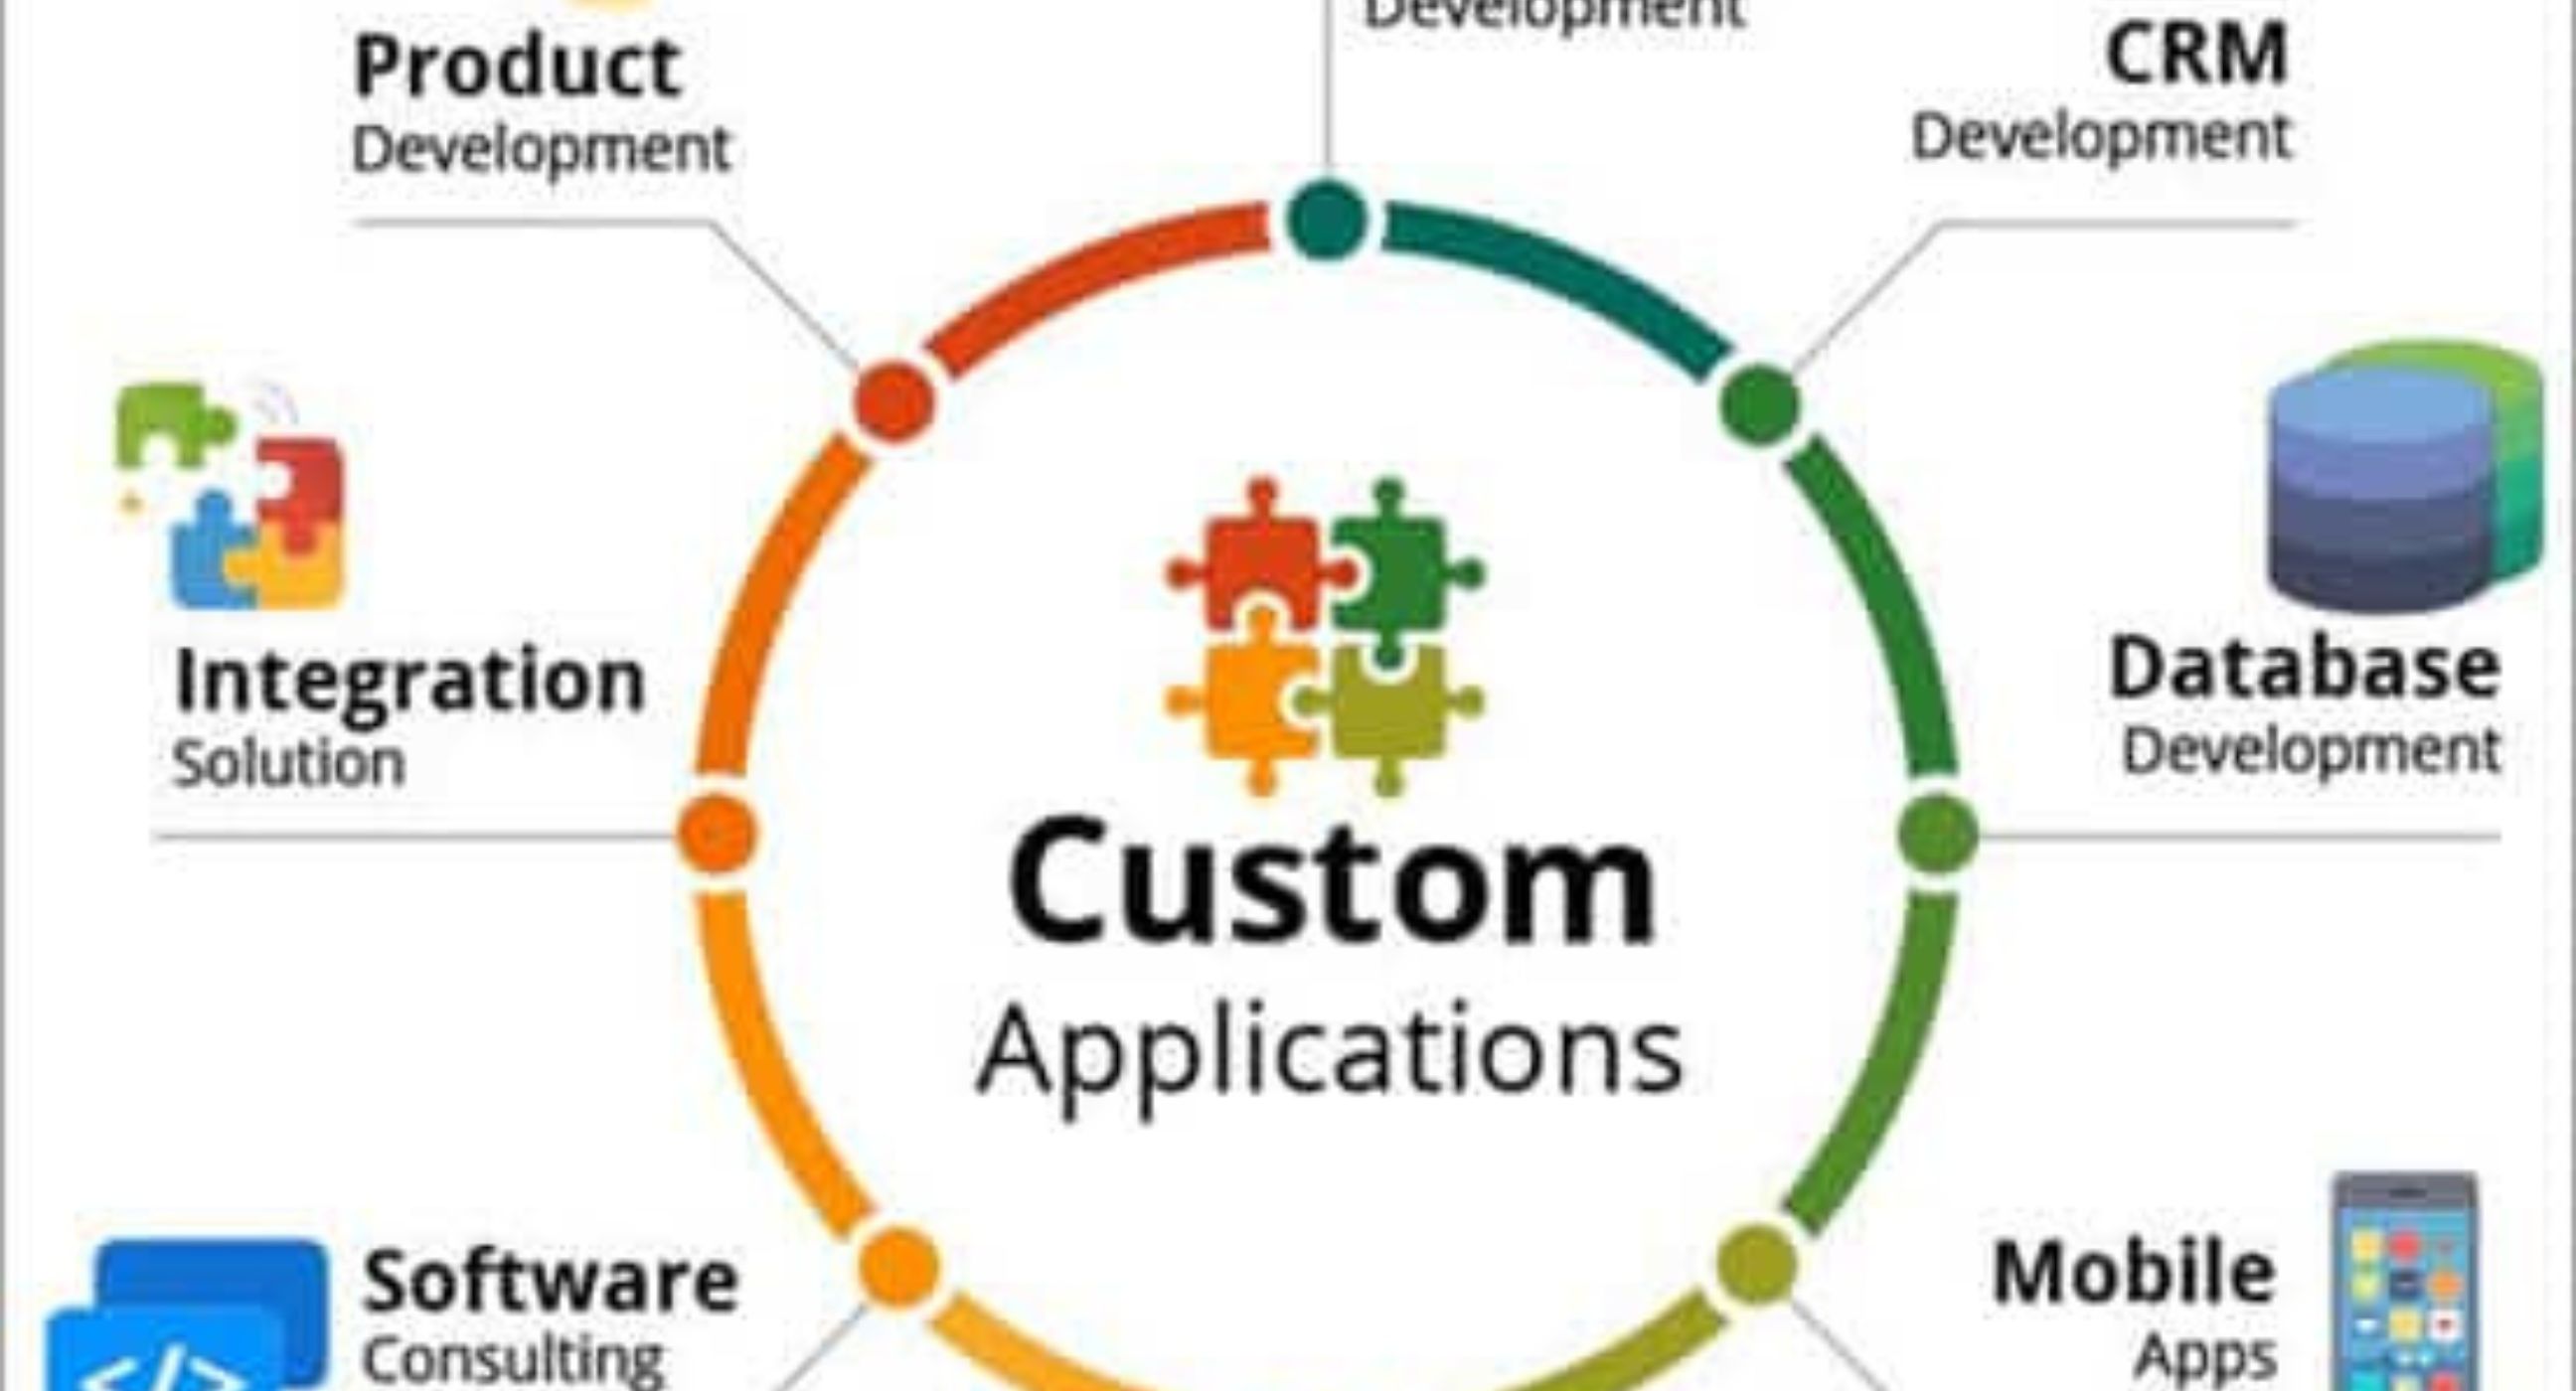 Development
Product
Development
CRM
Development
Integration
Solution
Database
Development
Custom
Applications
Software
Consulting
</>
Mobile
Apps